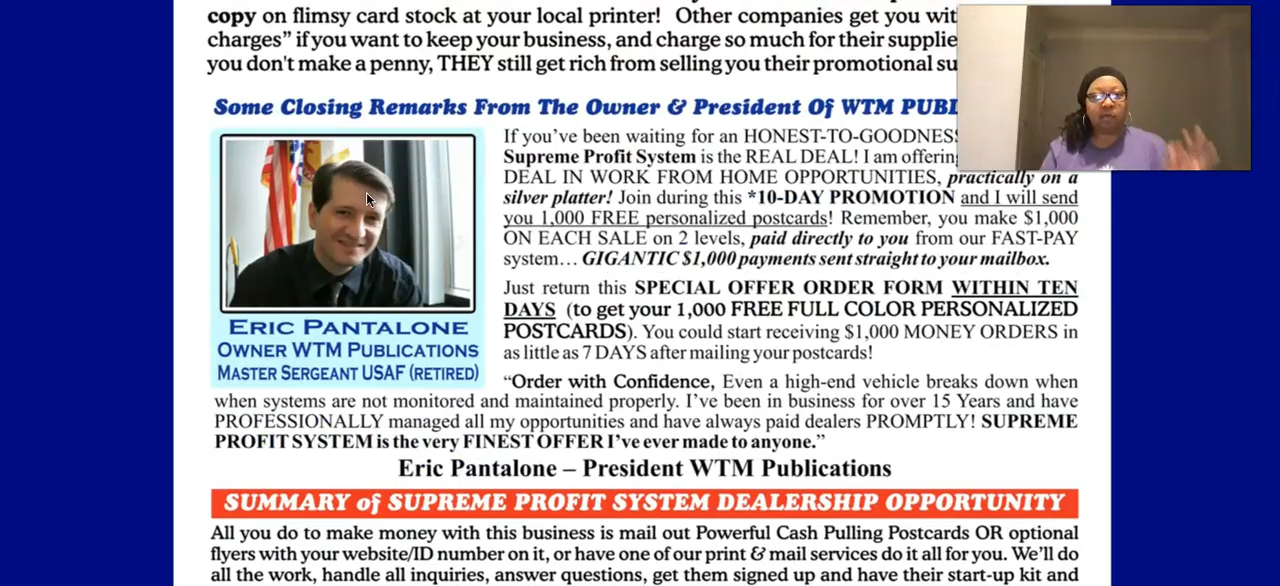 copy on flimsy card stock at your local printer! Other companies get you
charges” if you want to keep your business, and charge so much for their
you don't make a penny, THEY still get rich from selling you their promotional
Some Closing Remarks From The Owner & President Of WTM
If you’ve been waiting for an
Supreme Profit System is the REAL DEAL! I am offering
DEAL IN WORK FROM HOME OPPORTUNITIES, practically on a
silver platter! Join during this *10-DAY PROMOTION and I will send
you 1,000 FREE personalized postcards! Remember, you make $1,000
ON EACH SALE on 2 levels, paid directly to you from our FAST-PAY
system… GIGANTIC $1,000 payments sent straight to your mailbox.
Just return this SPECIAL OFFER ORDER FORM WITHIN TEN
DAYS (to get your 1,000 FREE FULL COLOR PERSONALIZED
POSTCARDS). You could start receiving $1,000 MONEY ORDERS in
as little as 7 DAYS after mailing your postcards!
ERIC PANTALONE
OWNER WTM PUBLICATIONS
MASTER SERGEANT USAF (RETIRED)
“Order with Confidence, Even a high-end vehicle breaks down when
when systems are not monitored and maintained properly. I’ve been in business for over 15 Years and have
PROFESSIONALLY managed all my opportunities and have always paid dealers PROMPTLY! SUPREME
PROFIT SYSTEM is the very FINEST OFFER I’ve ever made to anyone.”
Eric Pantalone – President WTM Publications
SUMMARY of SUPREME PROFIT SYSTEM DEALERSHIP OPPORTUNITY
All you do to make money with this business is mail out Powerful Cash Pulling Postcards OR optional
flyers with your website/ID number on it, or have one of our print & mail services do it all for you. We’ll do
all the work, handle all inquiries, answer questions, get them signed up and have their start-up kit and